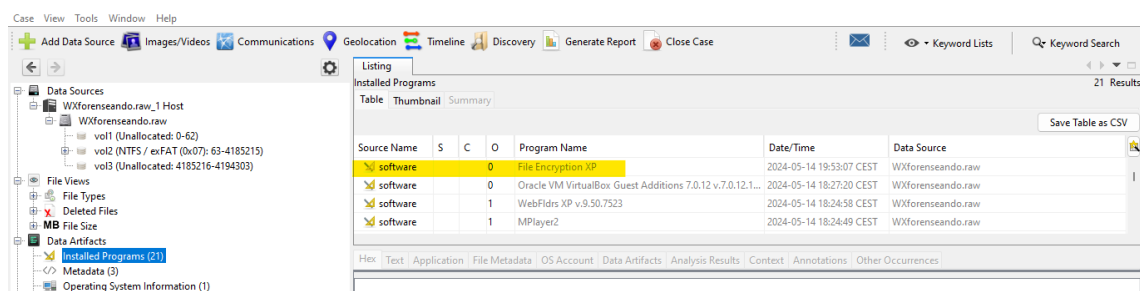 Case View Tools Window Help
Add Data Source Images/Videos Communications Geolocation Timeline Discovery Generate Report Close Case Keyword Lists Keyword Search
Listing
Installed Programs 21 Results
Table Thumbnail Summary
Save Table as CSV
Source Name S C O Program Name Date/Time Data Source
software 0 File Encryption XP 2024-05-14 19:53:07 CEST WXforenseando.raw
software 0 Oracle VM VirtualBox Guest Additions 7.0.12 v.7.0.12.1... 2024-05-14 18:27:20 CEST WXforenseando.raw
software 1 WebFldrs XP v.9.50.7523 2024-05-14 18:24:58 CEST WXforenseando.raw
software 1 MPlayer2 2024-05-14 18:24:49 CEST WXforenseando.raw
Hex Text Application File Metadata OS Account Data Artifacts Analysis Results Context Annotations Other Occurrences
Data Sources
WXforenseando.raw_1 Host
WXforenseando.raw
vol1 (Unallocated: 0-62)
vol2 (NTFS / exFAT (0x07): 63-4185215)
vol3 (Unallocated: 4185216-4194303)
File Views
File Types
Deleted Files
MB File Size
Data Artifacts
Installed Programs (21)
Metadata (3)
Operating System Information (1)